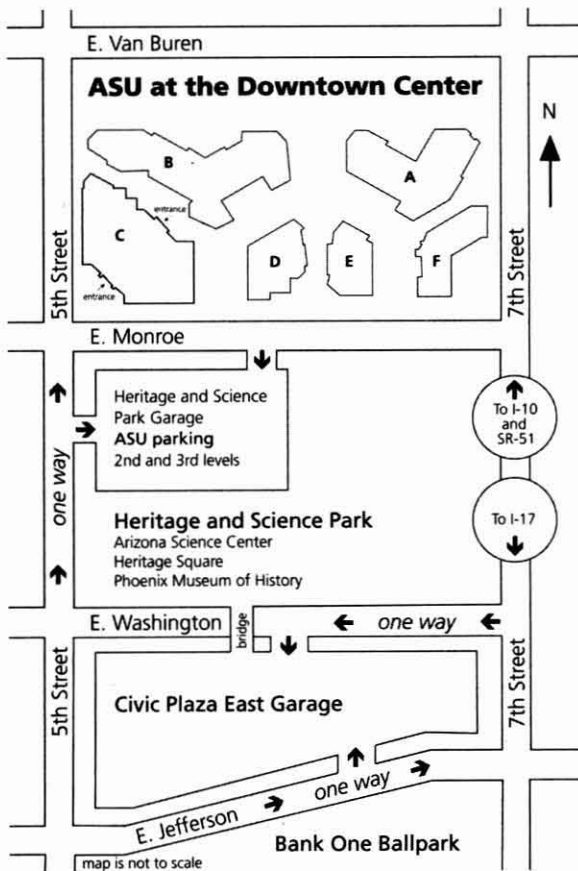 E. Van Buren
ASU at the Downtown Center
N
B
A
C
entrance
entrance
D
E
F
5th Street
7th Street
E. Monroe
Heritage and Science
Park Garage
ASU parking
2nd and 3rd levels
one way
To I-10
and
SR-51
To I-17
Heritage and Science Park
Arizona Science Center
Heritage Square
Phoenix Museum of History
E. Washington
bridge
one way
5th Street
7th Street
Civic Plaza East Garage
E. Jefferson
one way
Bank One Ballpark
map is not to scale